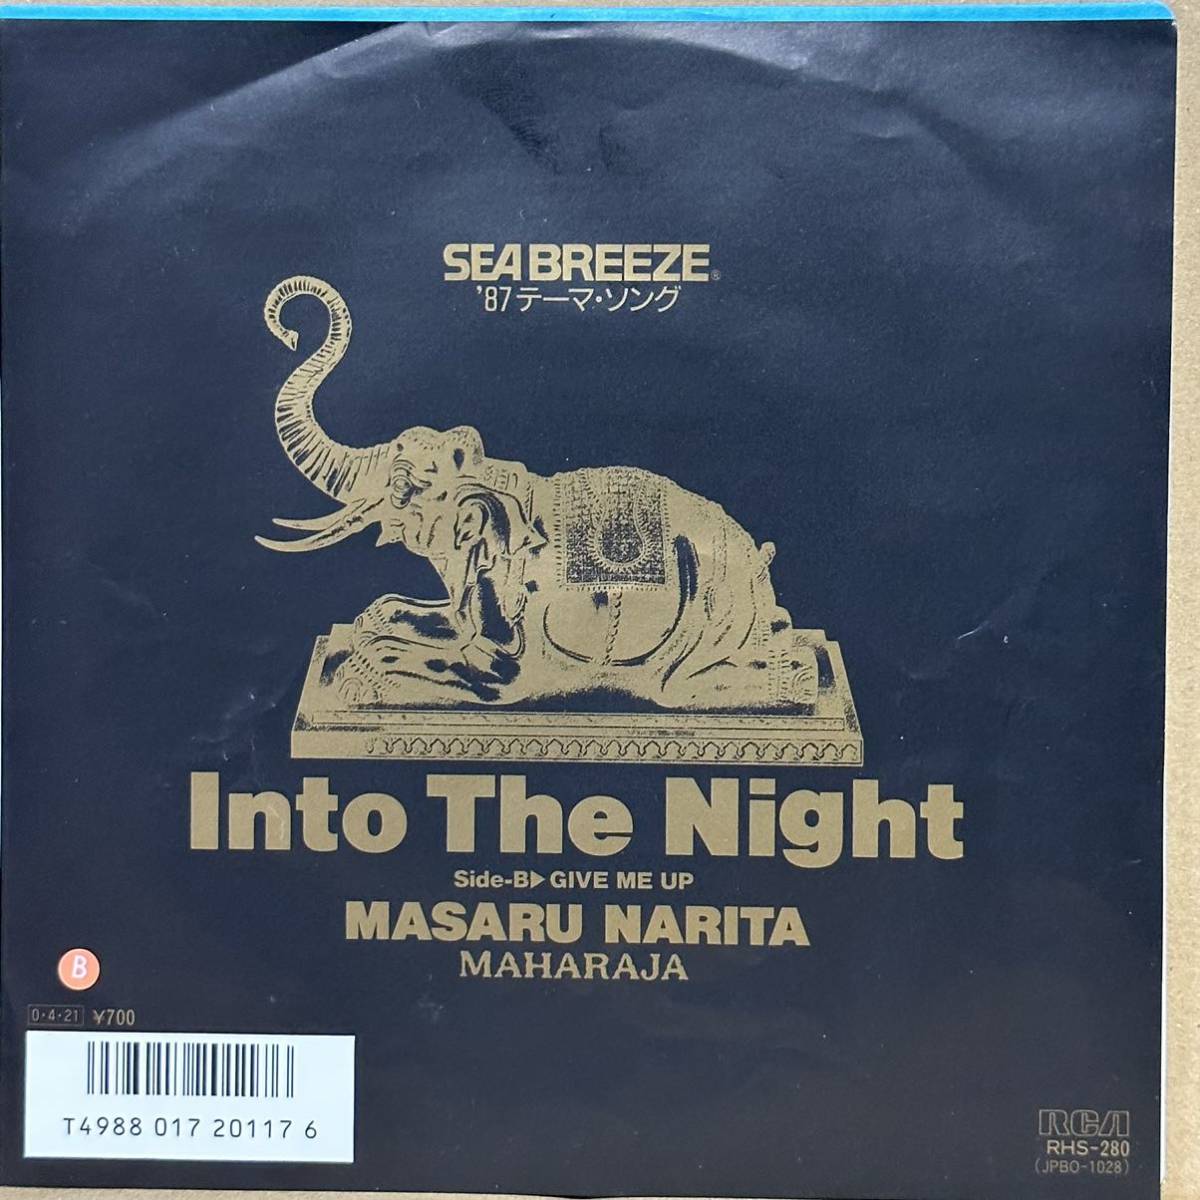 SEA BREEZE®
'87テーマ・ソング
Into The Night
Side-B▶GIVE ME UP
MASARU NARITA
MAHARAJA
B
0・4・21 ¥700
T4988 017 20117 6
RCA
RHS-280
(JPBO-1028)